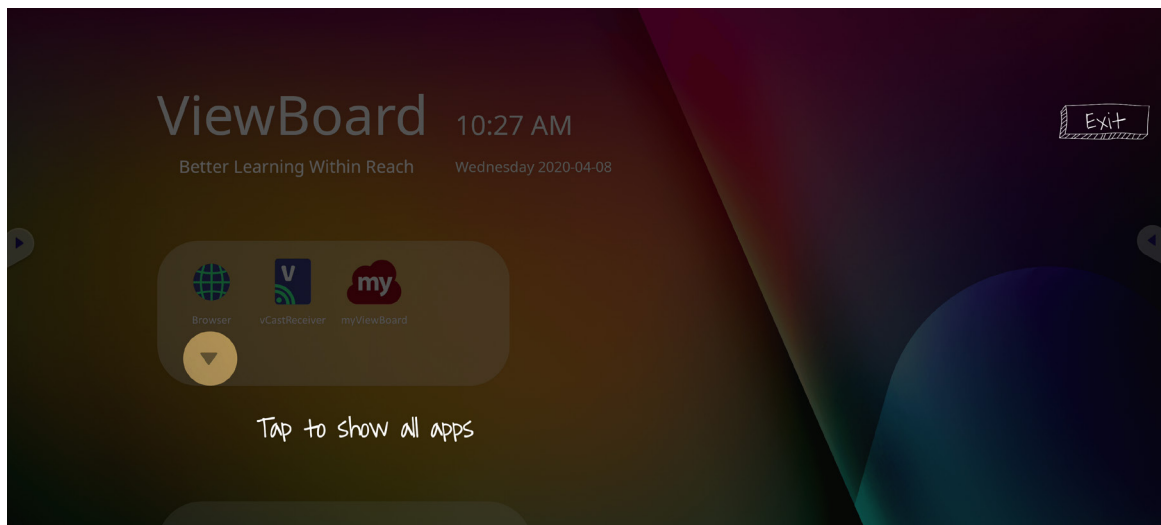 ViewBoard
10:27 AM
Better Learning Within Reach
Wednesday 2020-04-08
Exit
V
my
Browser
vCastReceiver
myViewBoard
Tap to show all apps